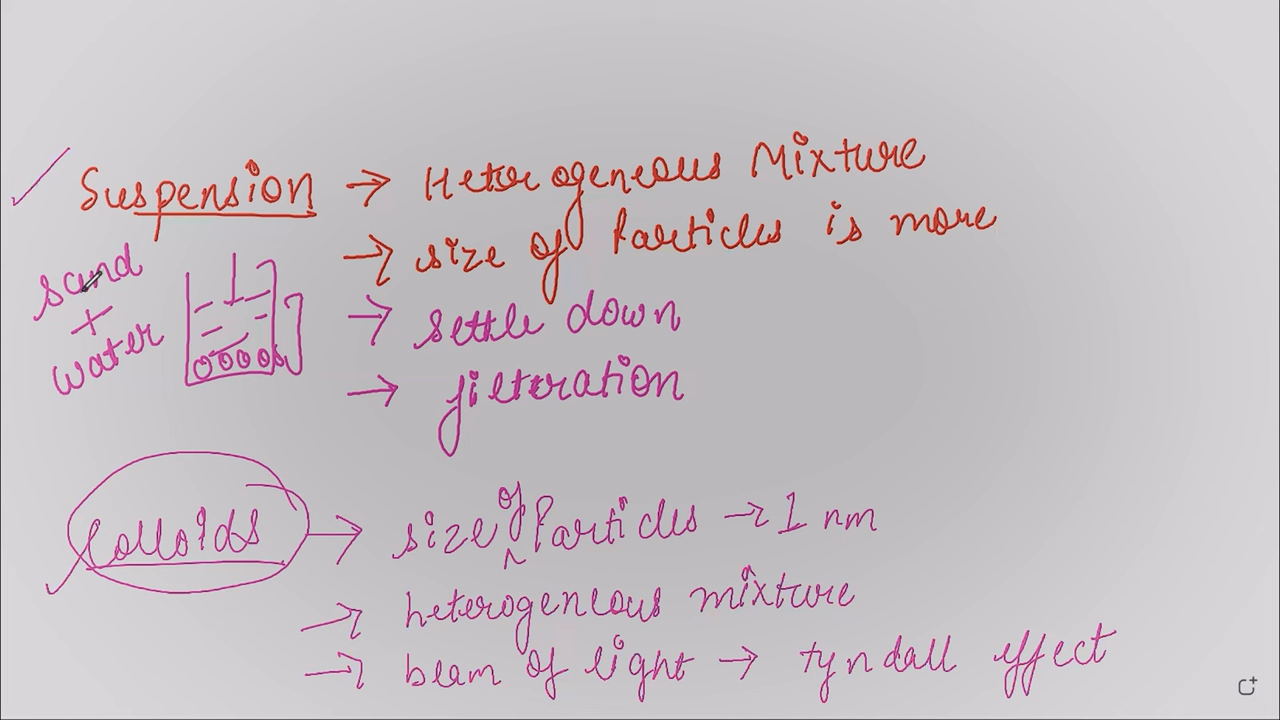 Suspension → Heterogeneous Mixture
→ size of Particles is more
sand
+
water
→ settle down
→ filteration
Colloids → size of Particles → 1 nm
→ heterogeneous mixture
→ beam of light → tyndall effect